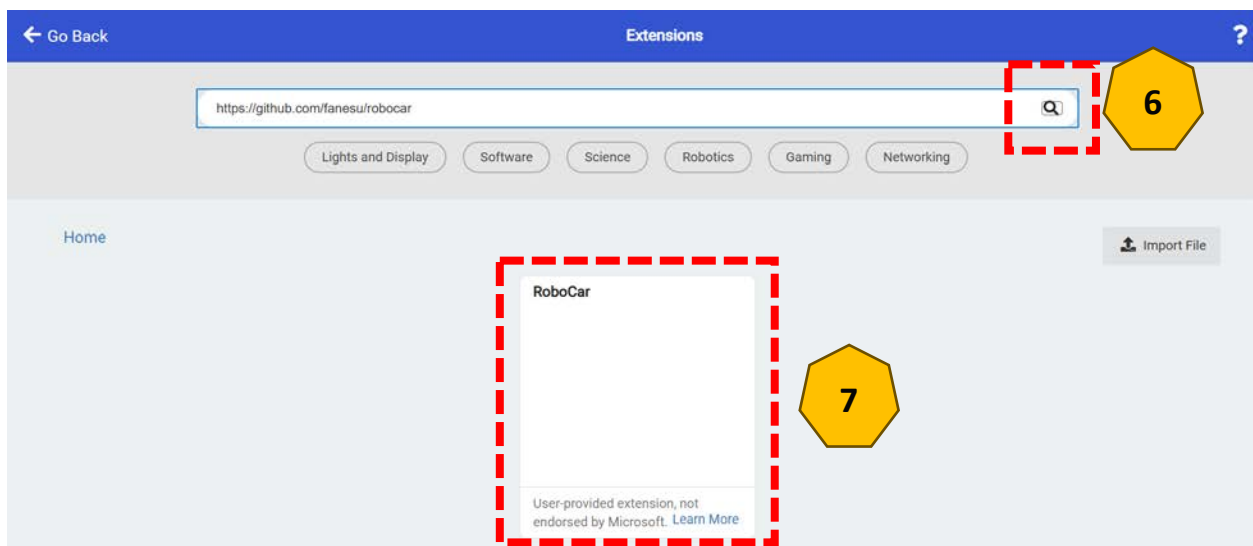 Go Back
Extensions
?
https://github.com/fanesu/robocar
6
Lights and Display
Software
Science
Robotics
Gaming
Networking
Home
Import File
RoboCar
7
User-provided extension, not
endorsed by Microsoft. Learn More